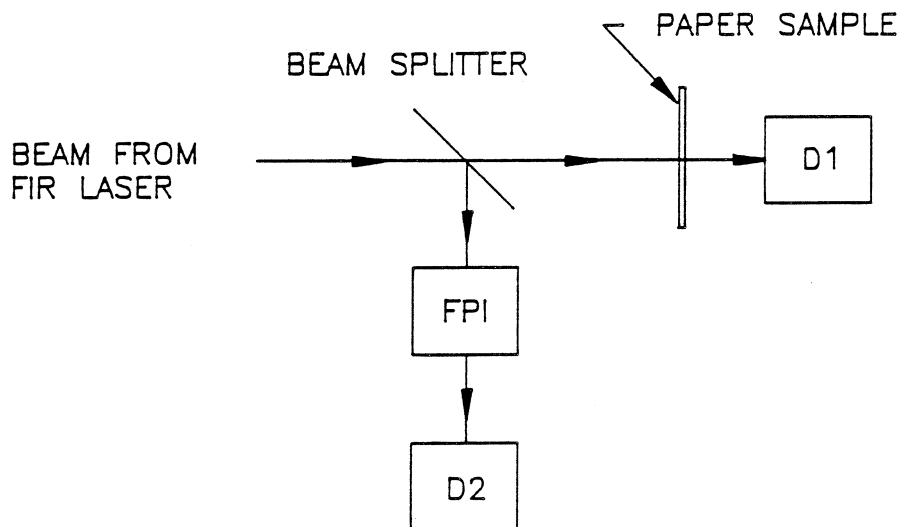 PAPER SAMPLE
BEAM SPLITTER
BEAM FROM
FIR LASER
D1
FPI
D2